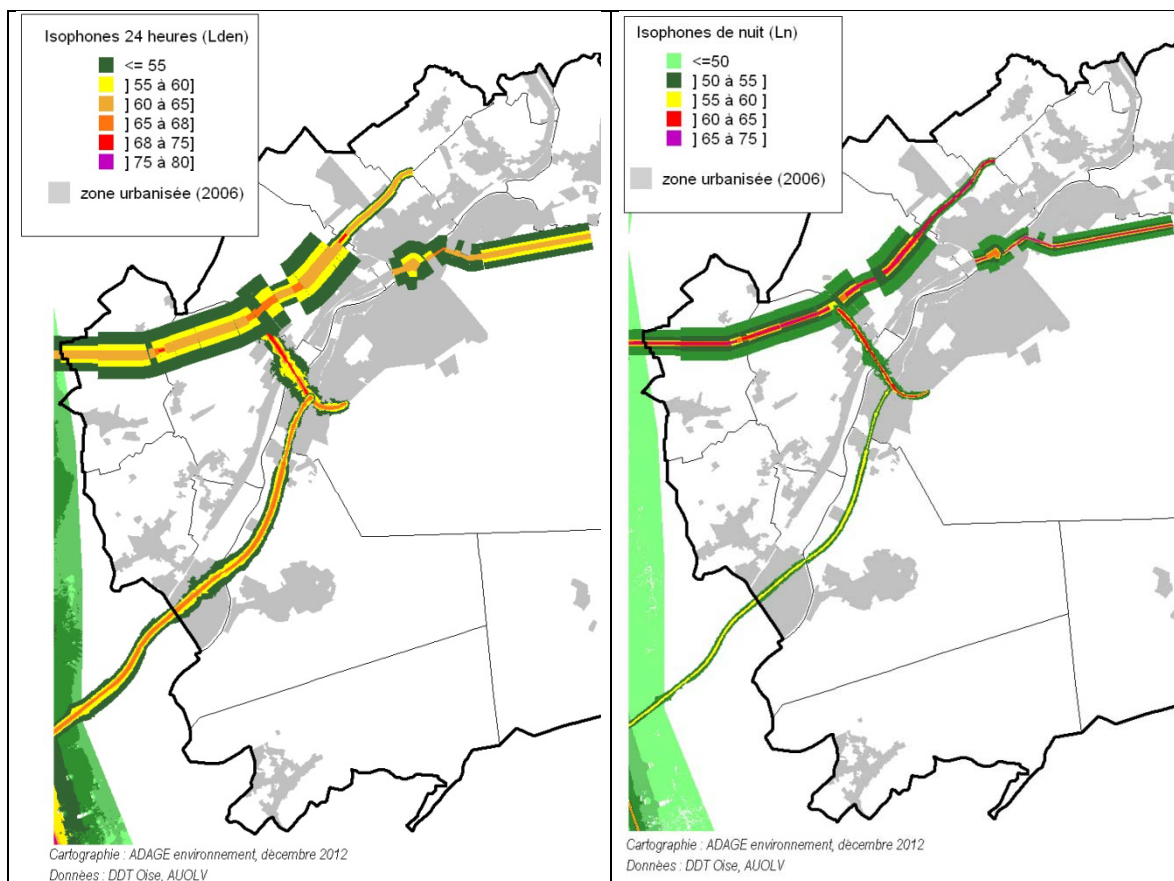 Isophones 24 heures (Lden)
<= 55
] 55 à 60]
] 60 à 65]
] 65 à 68]
] 68 à 75]
] 75 à 80]
zone urbanisée (2006)
Cartographie : ADAGE environnement, décembre 2012
Données : DDT Oise, AUOLV
Isophones de nuit (Ln)
<=50
] 50 à 55 ]
] 55 à 60 ]
] 60 à 65 ]
] 65 à 75 ]
zone urbanisée (2006)
Cartographie : ADAGE environnement, décembre 2012
Données : DDT Oise, AUOLV